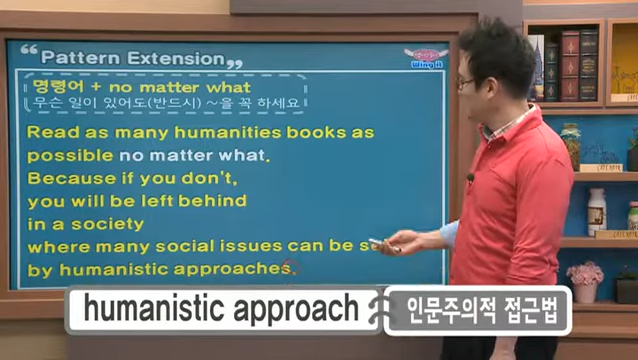 “Pattern Extension„
Wing it
명령어 + no matter what
무슨 일이 있어도(반드시) ~을 꼭 하세요
Read as many humanities books as
possible no matter what.
Because if you don't,
you will be left behind
in a society
where many social issues can be
by humanistic approaches.
humanistic approach
인문주의적 접근법